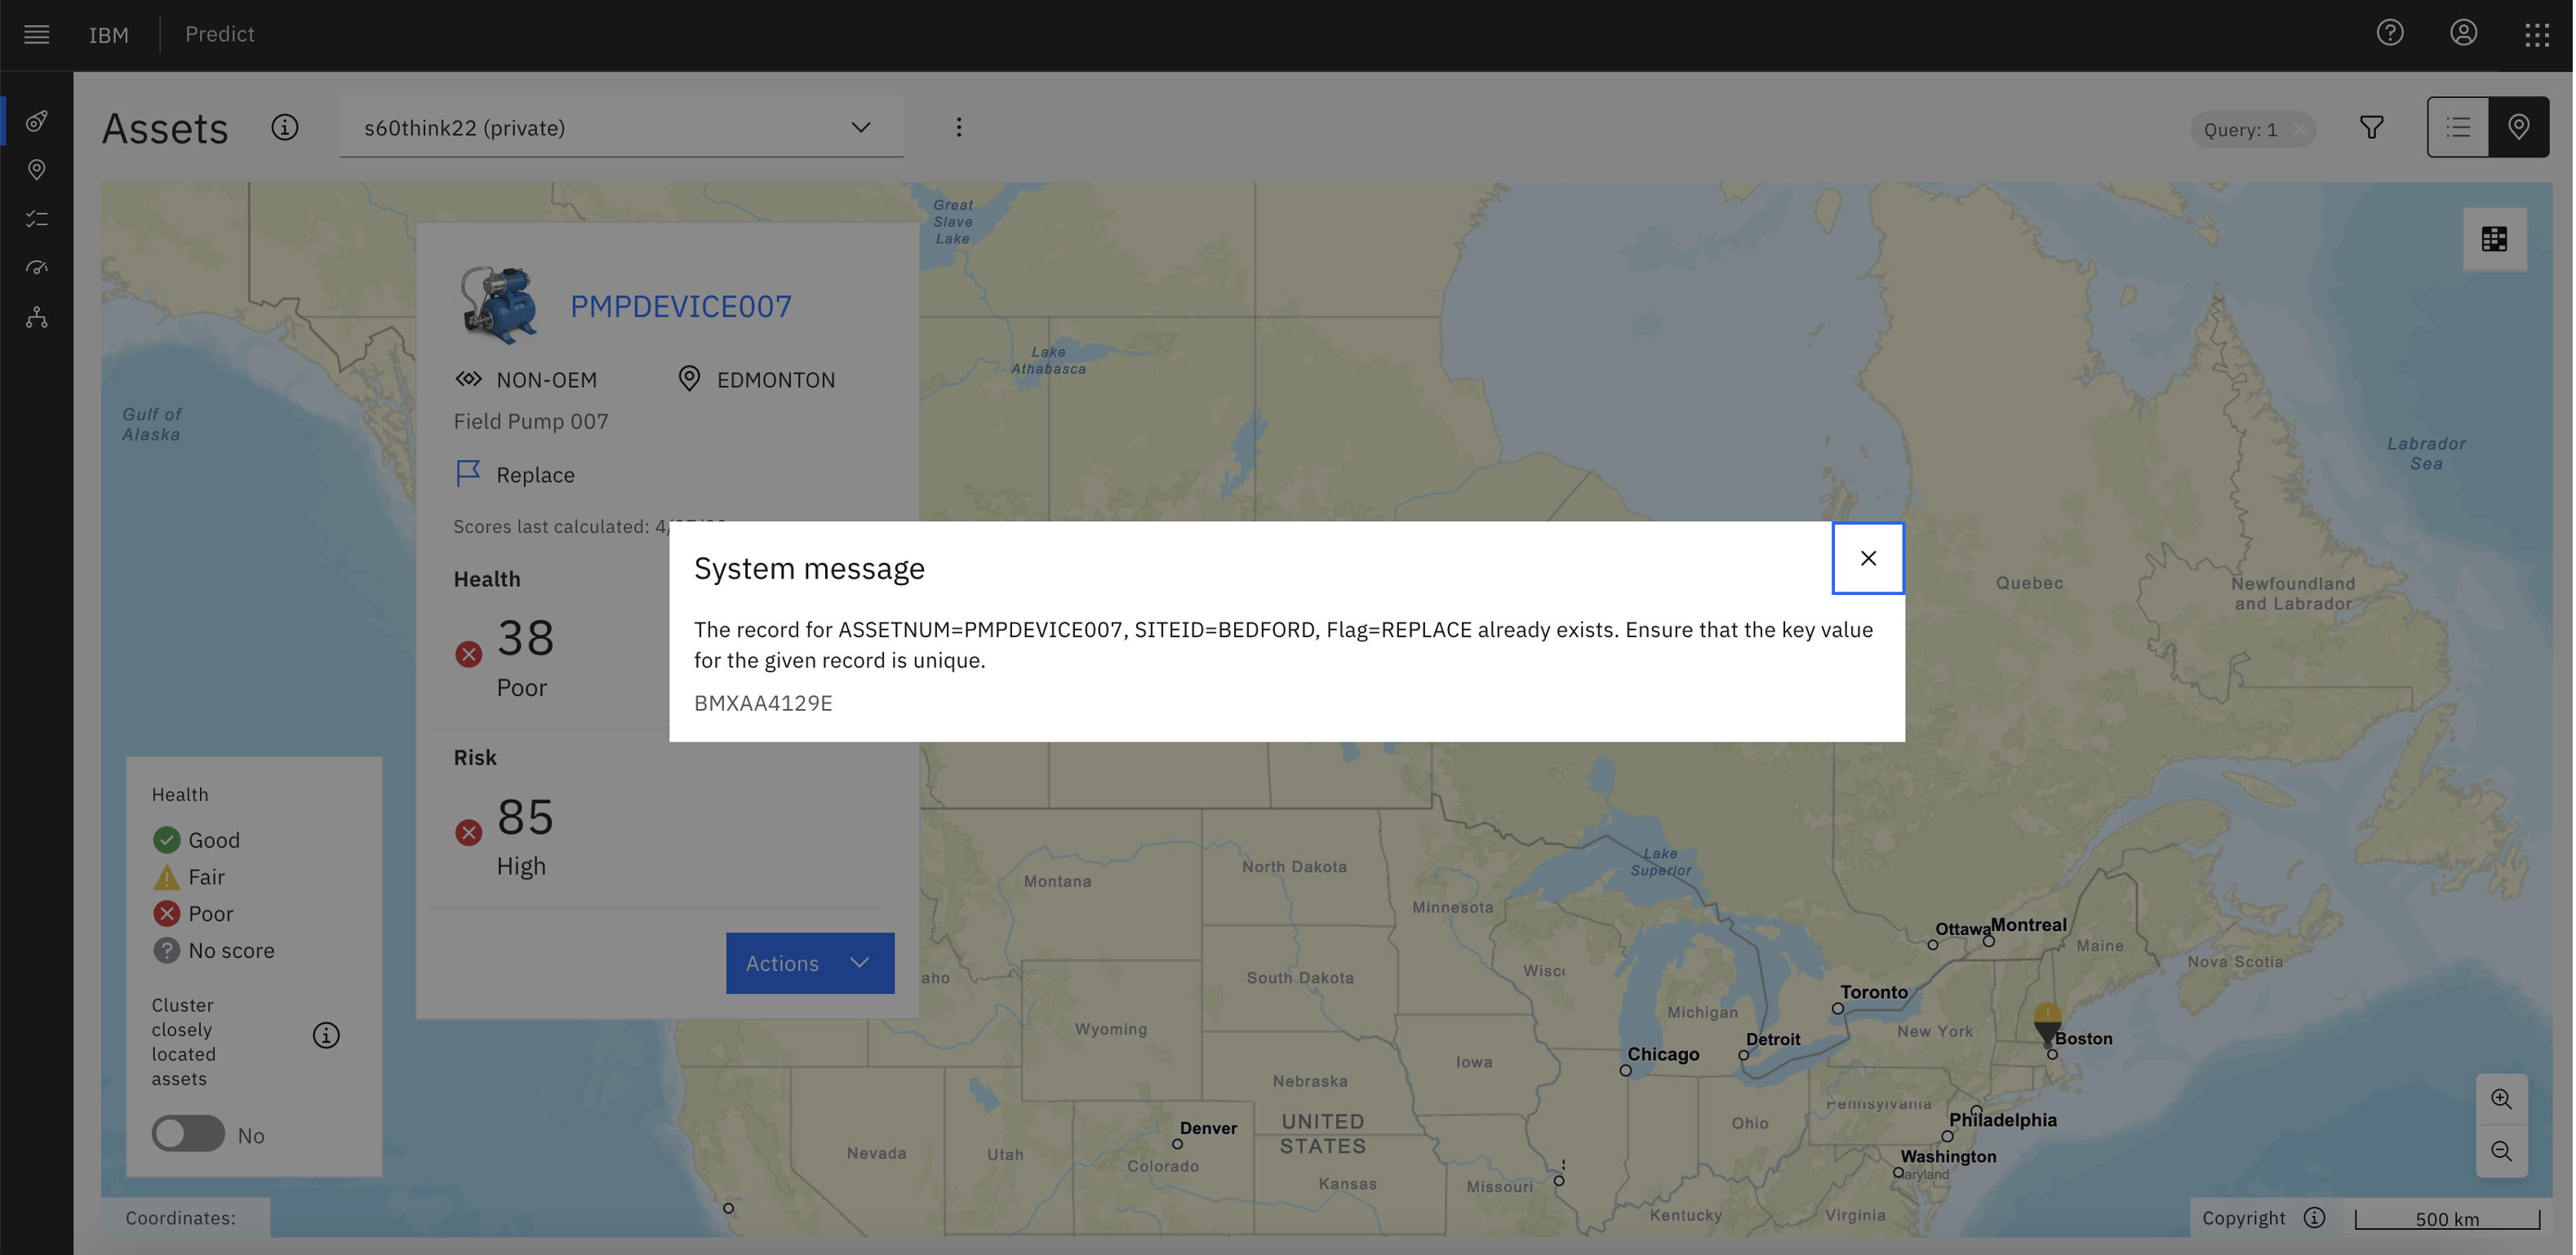 IBM
Predict
Assets
s60think22 (private)
Query: 1
Great
Slave
Lake
PMPDEVICE007
NON-OEM
EDMONTON
Field Pump 007
Replace
Scores last calculated: 4/
Health
38
Poor
Risk
85
High
Actions
System message
The record for ASSETNUM=PMPDEVICE007, SITEID=BEDFORD, Flag=REPLACE already exists. Ensure that the key value
for the given record is unique.
BMXAA4129E
Lake
Athabasca
Gulf of
Alaska
Labrador
Sea
Quebec
Newfoundland
and Labrador
Health
Good
Fair
Poor
No score
Cluster
closely
located
assets
No
Coordinates:
Lake
Superior
North Dakota
Montana
Minnesota
Ottawa
Montreal
Maine
Nova Scotia
aho
South Dakota
Wisc
Toronto
Michigan
Wyoming
New York
Boston
Detroit
Chicago
Iowa
Nebraska
Pennsylvania
Philadelphia
Ohio
UNITED
STATES
Denver
Nevada
Utah
Colorado
Washington
aryland
Kansas
Missouri
Kentucky
Virginia
Copyright
500 km